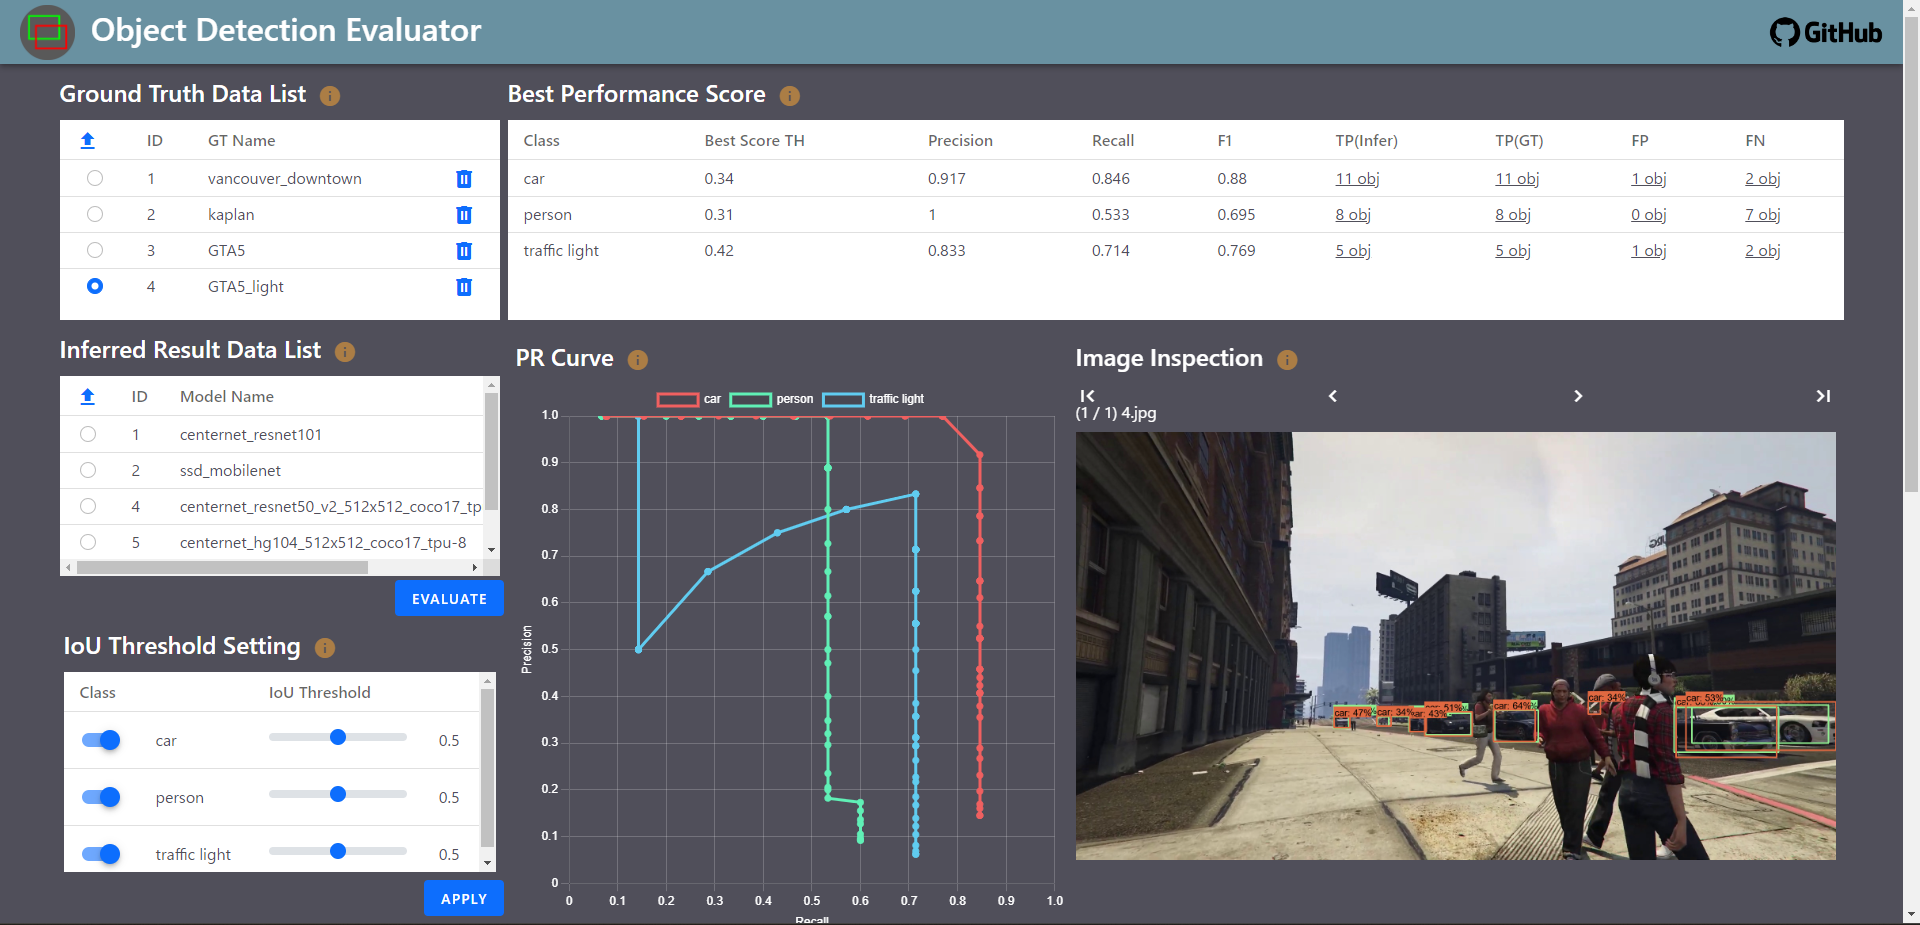 Object Detection Evaluator
GitHub
Ground Truth Data List
ID GT Name
1 vancouver_downtown
2 kaplan
3 GTA5
4 GTA5_light
Best Performance Score
Class Best Score TH Precision Recall F1 TP(Infer) TP(GT) FP FN
car 0.34 0.917 0.846 0.88 11 obj 11 obj 1 obj 2 obj
person 0.31 1 0.533 0.695 8 obj 8 obj 0 obj 7 obj
traffic light 0.42 0.833 0.714 0.769 5 obj 5 obj 1 obj 2 obj
Inferred Result Data List
ID Model Name
1 centernet_resnet101
2 ssd_mobilenet
4 centernet_resnet50_v2_512x512_coco17_tp
5 centernet_hg104_512x512_coco17_tpu-8
EVALUATE
IoU Threshold Setting
Class IoU Threshold
car 0.5
person 0.5
traffic light 0.5
APPLY
PR Curve
car person traffic light
1.0
0.9
0.8
0.7
0.6
0.5
0.4
0.3
0.2
0.1
0
Precision
0 0.1 0.2 0.3 0.4 0.5 0.6 0.7 0.8 0.9 1.0
Recall
Image Inspection
(1 / 1) 4.jpg
car: 47%
car: 34%
43%
51%
car: 64%
car: 34%
car: 53%